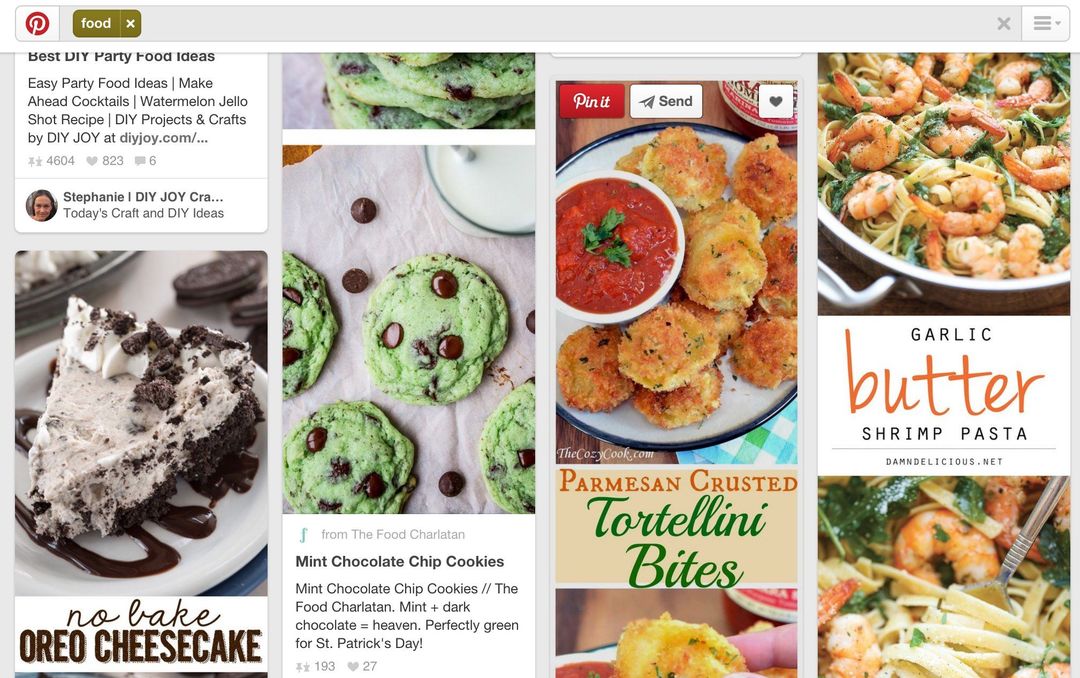 food ×
Best DIY Party Food Ideas
Easy Party Food Ideas | Make
Ahead Cocktails | Watermelon Jello
Shot Recipe | DIY Projects & Crafts
by DIY JOY at diyjoy.com/...
4604 823 6
Stephanie | DIY JOY Cra...
Today's Craft and DIY Ideas
no bake
OREO CHEESECAKE
from The Food Charlatan
Mint Chocolate Chip Cookies
Mint Chocolate Chip Cookies // The
Food Charlatan. Mint + dark
chocolate = heaven. Perfectly green
for St. Patrick's Day!
193 27
Pin it Send
TheCozyCook.com
PARMESAN CRUSTED
Tortellini
Bites
GARLIC
butter
SHRIMP PASTA
DAMNDELICIOUS.NET